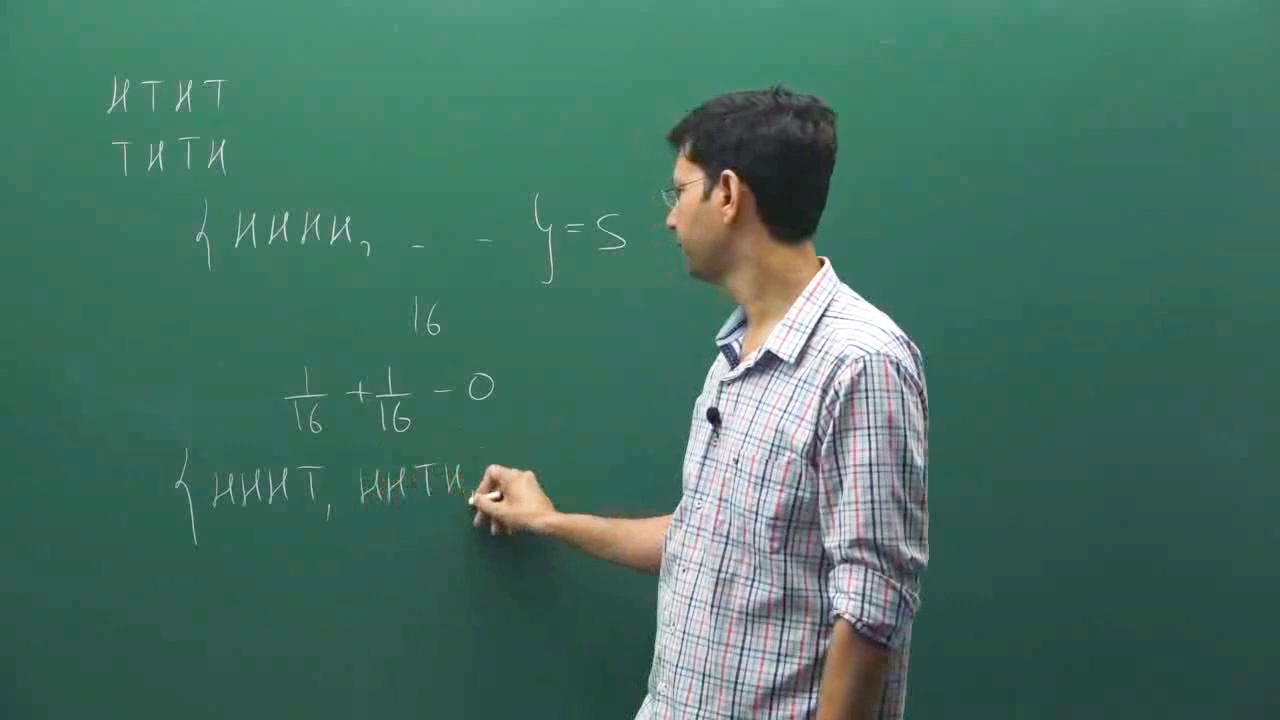 HTHT
THTH
{ HHHH, - - y = S
16
1/16 + 1/16 - 0
{ HHHT, HHTH,